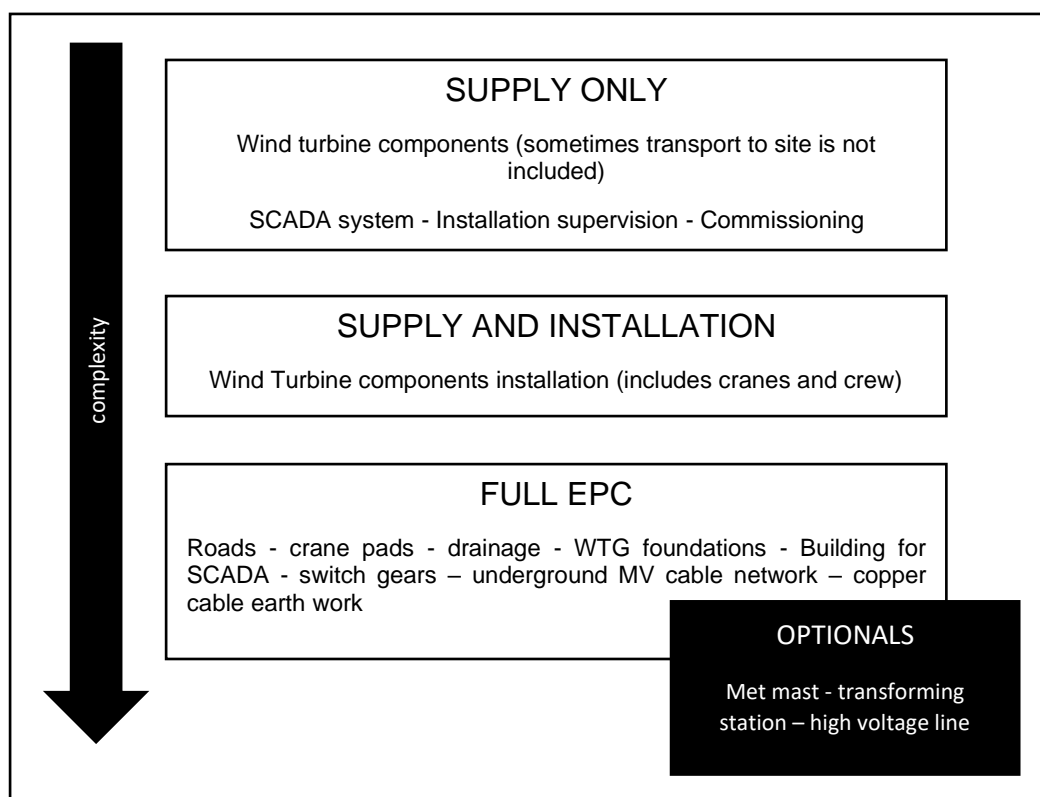 complexity
SUPPLY ONLY
Wind turbine components (sometimes transport to site is not
included)
SCADA system - Installation supervision - Commissioning
SUPPLY AND INSTALLATION
Wind Turbine components installation (includes cranes and crew)
FULL EPC
Roads - crane pads - drainage - WTG foundations - Building for
SCADA - switch gears – underground MV cable network – copper
cable earth work
OPTIONALS
Met mast - transforming
station – high voltage line